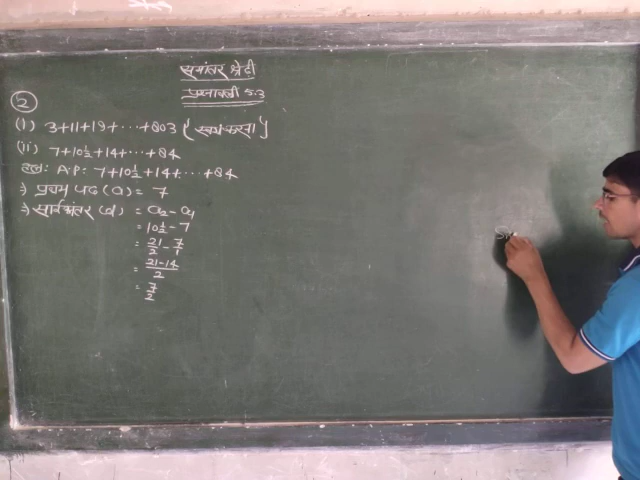 समांतर श्रेढ़ी
प्रश्नावली 5.3
②
(i) 3+11+19+...+803 ("स्वयं करना")
(ii) 7+10½+14+...+84
हल: A.P: 7+10½+14+...+84
⇒ प्रथम पद (a) = 7
⇒ सार्वअंतर (d) = a₂-a₁
= 10½-7
= 21/2 - 7/1
= 21-14/2
= 7/2